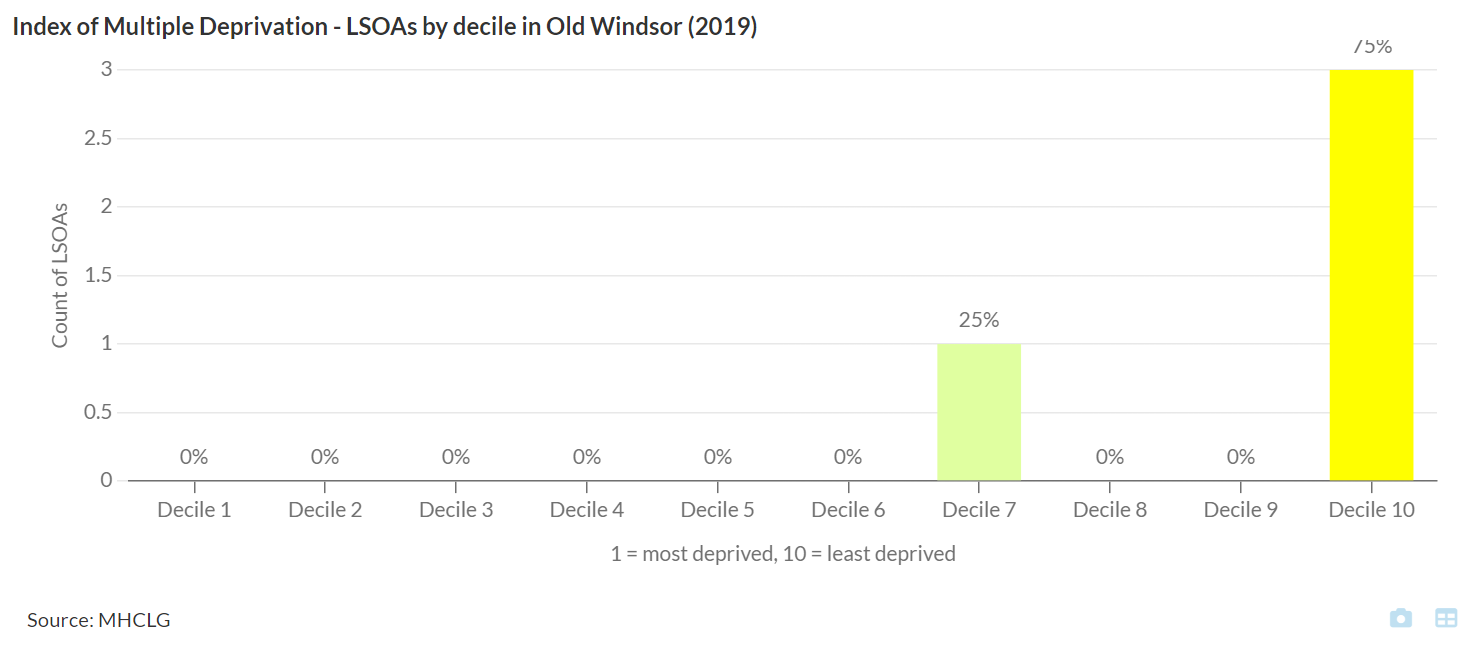 Index of Multiple Deprivation - LSOAs by decile in Old Windsor (2019)
75%
3
2.5
2
1.5
1
0.5
0
Count of LSOAs
25%
0%
0%
0%
0%
0%
0%
0%
0%
Decile 1
Decile 2
Decile 3
Decile 4
Decile 5
Decile 6
Decile 7
Decile 8
Decile 9
Decile 10
1 = most deprived, 10 = least deprived
Source: MHCLG